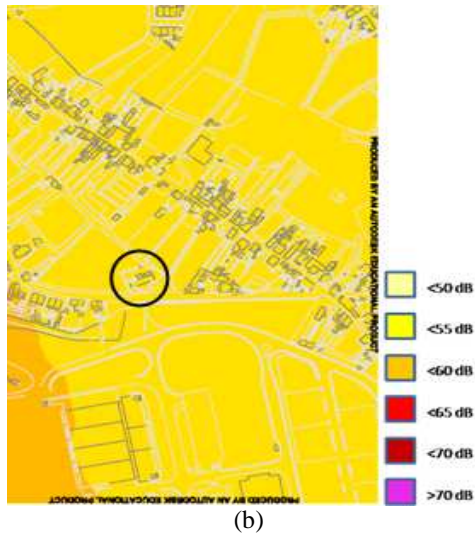 PRODUCED BY AN AUTODESK EDUCATIONAL PRODUCT
<50 dB
<55 dB
<60 dB
<65 dB
<70 dB
>70 dB
PRODUCED BY AN AUTODESK EDUCATIONAL PRODUCT
(b)